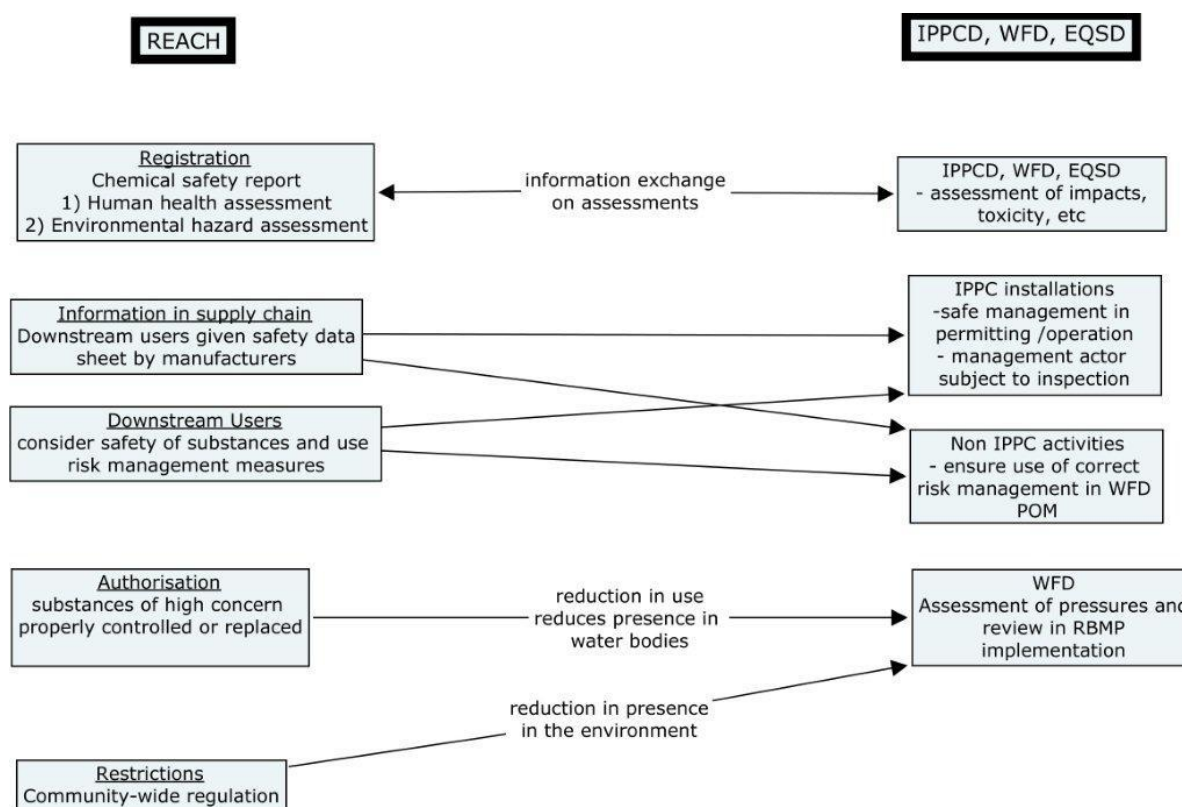 REACH
IPPCD, WFD, EQSD
Registration
Chemical safety report
1) Human health assessment
2) Environmental hazard assessment
information exchange
on assessments
IPPCD, WFD, EQSD
- assessment of impacts,
toxicity, etc
Information in supply chain
Downstream users given safety data
sheet by manufacturers
IPPC installations
-safe management in
permitting /operation
- management actor
subject to inspection
Downstream Users
consider safety of substances and use
risk management measures
Non IPPC activities
- ensure use of correct
risk management in WFD
POM
Authorisation
substances of high concern
properly controlled or replaced
reduction in use
reduces presence in
water bodies
WFD
Assessment of pressures and
review in RBMP
implementation
reduction in presence
in the environment
Restrictions
Community-wide regulation